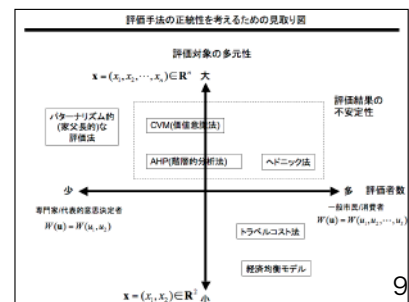 評価手法の正統性を考えるための見取り図
評価対象の多元性
x = (x₁, x₂, ⋯, xₙ) ∈ Rⁿ 大
評価結果の
不安定性
パターナリズム的
(家父長的)な
評価法
CVM(価値意識法)
AHP(階層的分析法)
ヘドニック法
少
多 評価者数
専門家/代表的意思決定者
W(u) = W(u₁, u₂)
一般市民/消費者
W(u) = W(u₁, u₂, ⋯, u
トラベルコスト法
経済均衡モデル
x = (x₁, x₂) ∈ R² 小
9